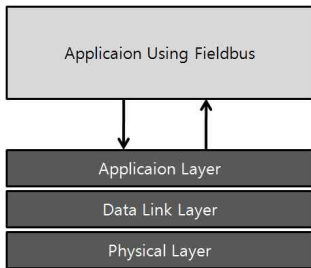 Applicaion Using Fieldbus
Applicaion Layer
Data Link Layer
Physical Layer